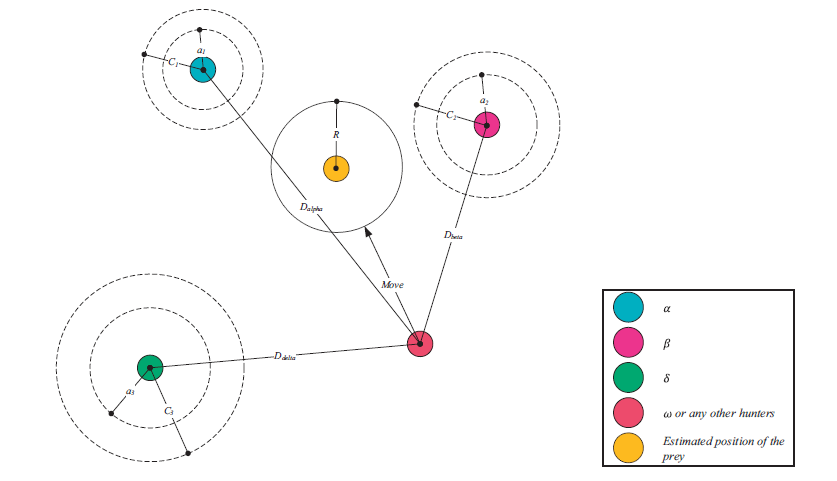 a1
C1
a2
C2
R
Dalpha
Dbeta
Move
Ddelta
a3
C3
α
β
δ
ω or any other hunters
Estimated position of the
prey